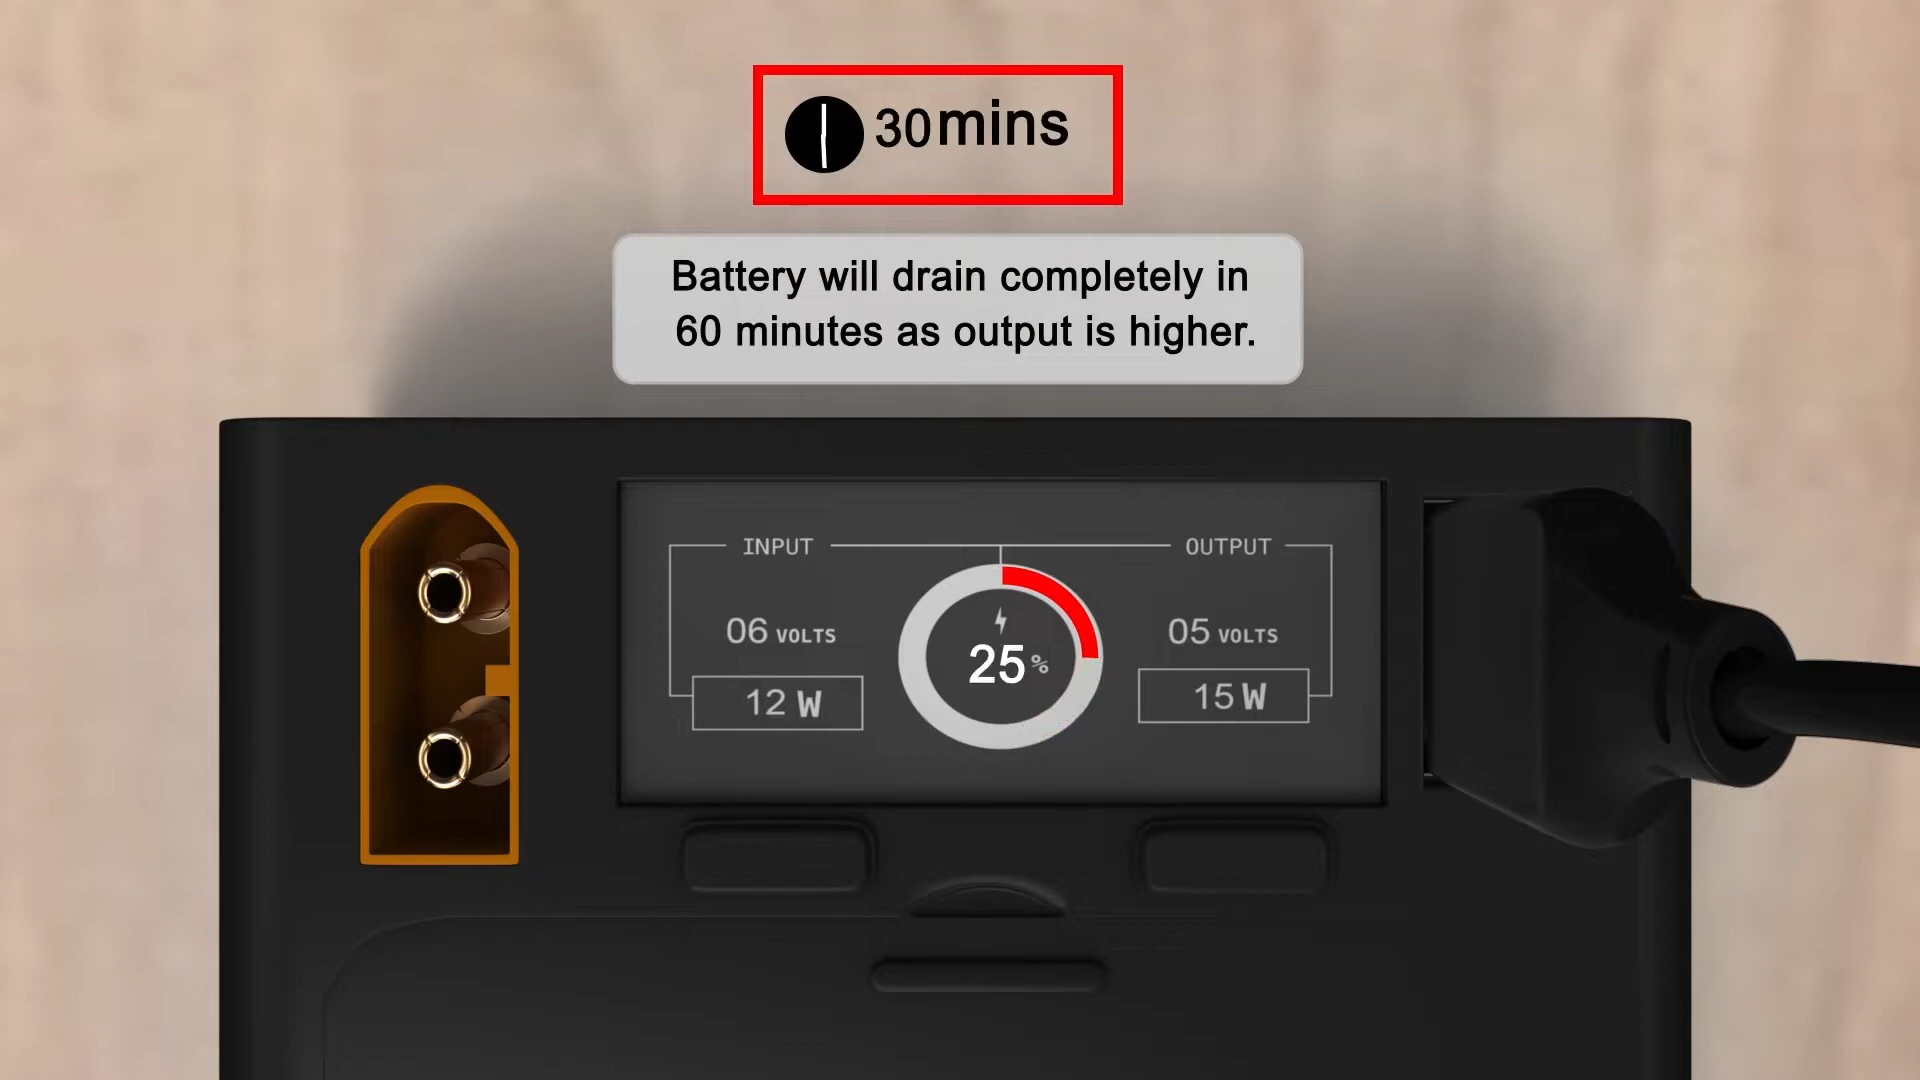 30mins
Battery will drain completely in
60 minutes as output is higher.
INPUT
OUTPUT
06 VOLTS
05 VOLTS
25%
12 W
15 W